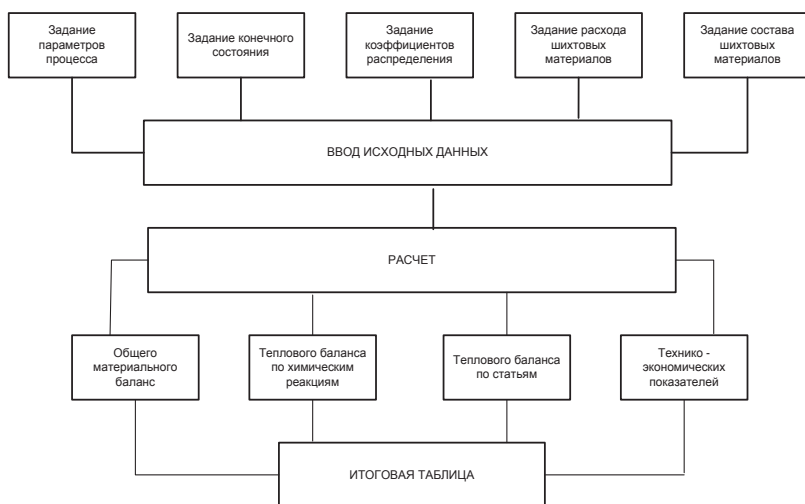 Задание
параметров
процесса
Задание конечного
состояния
Задание
коэффициентов
распределения
Задание расхода
шихтовых
материалов
Задание состава
шихтовых
материалов
ВВОД ИСХОДНЫХ ДАННЫХ
РАСЧЕТ
Общего
материального
баланс
Теплового баланса
по химическим
реакциям
Теплового баланса
по статьям
Технико -
экономических
показателей
ИТОГОВАЯ ТАБЛИЦА